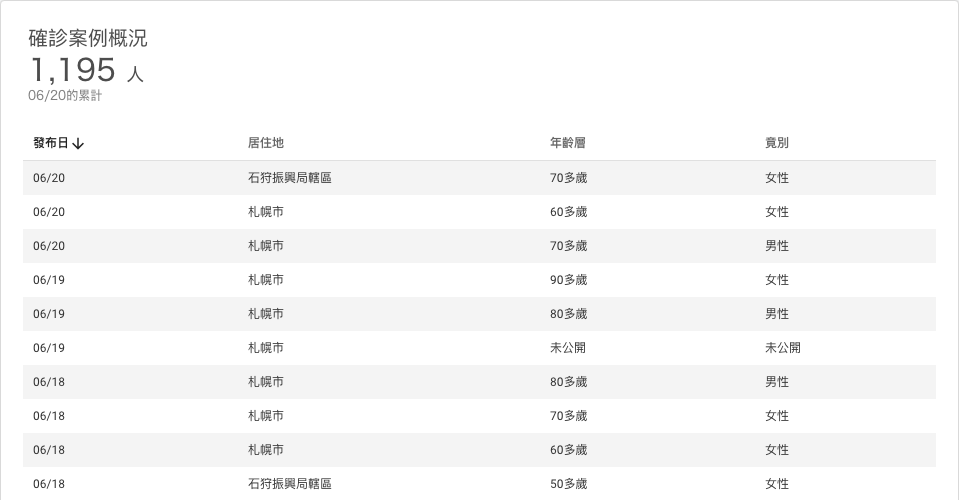 確診案例概況
1,195 人
06/20的累計
發布日↓ 居住地 年齡層 竟別
06/20 石狩振興局轄區 70多歲 女性
06/20 札幌市 60多歲 女性
06/20 札幌市 70多歲 男性
06/19 札幌市 90多歲 女性
06/19 札幌市 80多歲 男性
06/19 札幌市 未公開 未公開
06/18 札幌市 80多歲 男性
06/18 札幌市 70多歲 女性
06/18 札幌市 60多歲 女性
06/18 石狩振興局轄區 50多歲 女性